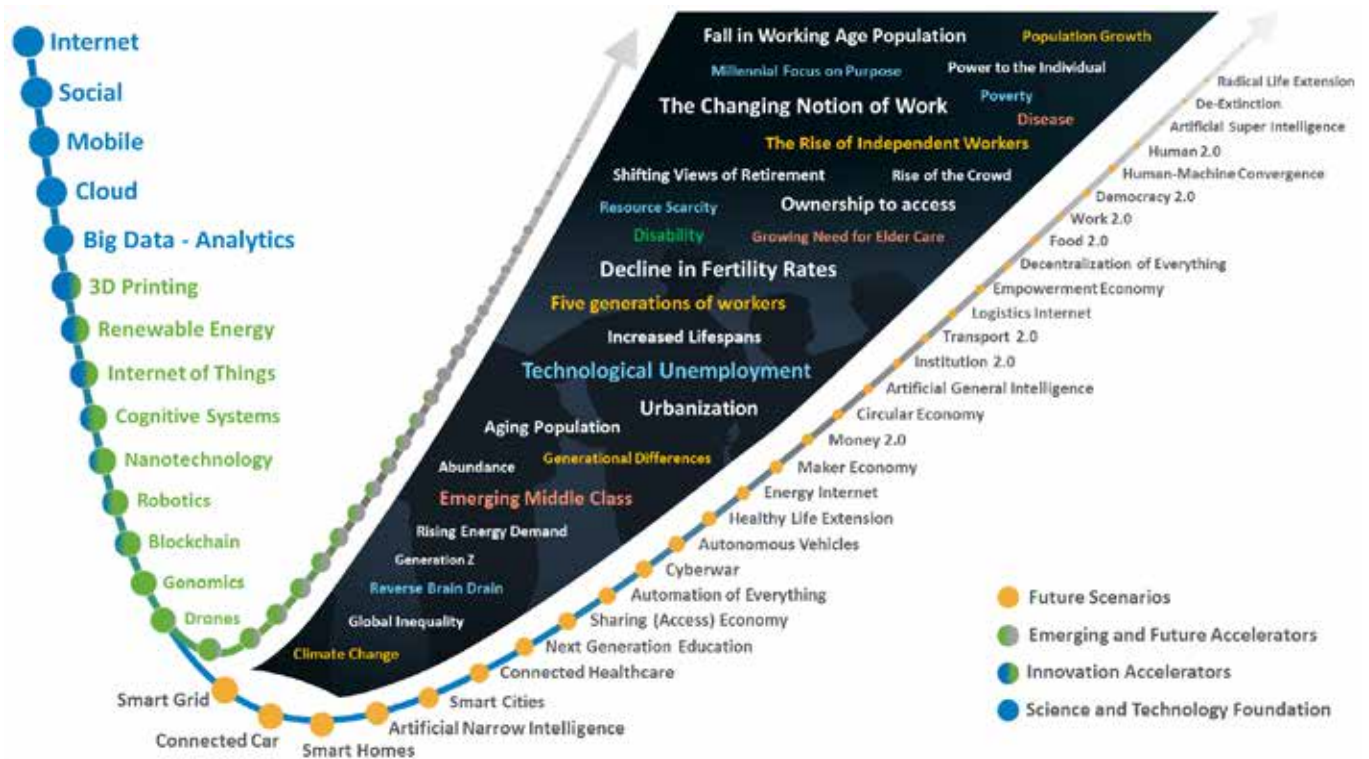 Internet
Social
Mobile
Cloud
Big Data - Analytics
3D Printing
Renewable Energy
Internet of Things
Cognitive Systems
Nanotechnology
Robotics
Blockchain
Genomics
Drones
Smart Grid
Connected Car
Smart Homes
Artificial Narrow Intelligence
Smart Cities
Connected Healthcare
Next Generation Education
Sharing (Access) Economy
Automation of Everything
Cyberwar
Autonomous Vehicles
Healthy Life Extension
Energy Internet
Maker Economy
Money 2.0
Circular Economy
Artificial General Intelligence
Institution 2.0
Transport 2.0
Logistics Internet
Empowerment Economy
Decentralization of Everything
Food 2.0
Work 2.0
Democracy 2.0
Human-Machine Convergence
Human 2.0
Artificial Super Intelligence
De-Extinction
Radical Life Extension
Fall in Working Age Population
Population Growth
Millennial Focus on Purpose
Power to the Individual
The Changing Notion of Work
Poverty
Disease
The Rise of Independent Workers
Shifting Views of Retirement
Rise of the Crowd
Resource Scarcity
Ownership to access
Disability
Growing Need for Elder Care
Decline in Fertility Rates
Five generations of workers
Increased Lifespans
Technological Unemployment
Urbanization
Aging Population
Abundance
Generational Differences
Emerging Middle Class
Rising Energy Demand
Generation Z
Reverse Brain Drain
Global Inequality
Climate Change
Future Scenarios
Emerging and Future Accelerators
Innovation Accelerators
Science and Technology Foundation